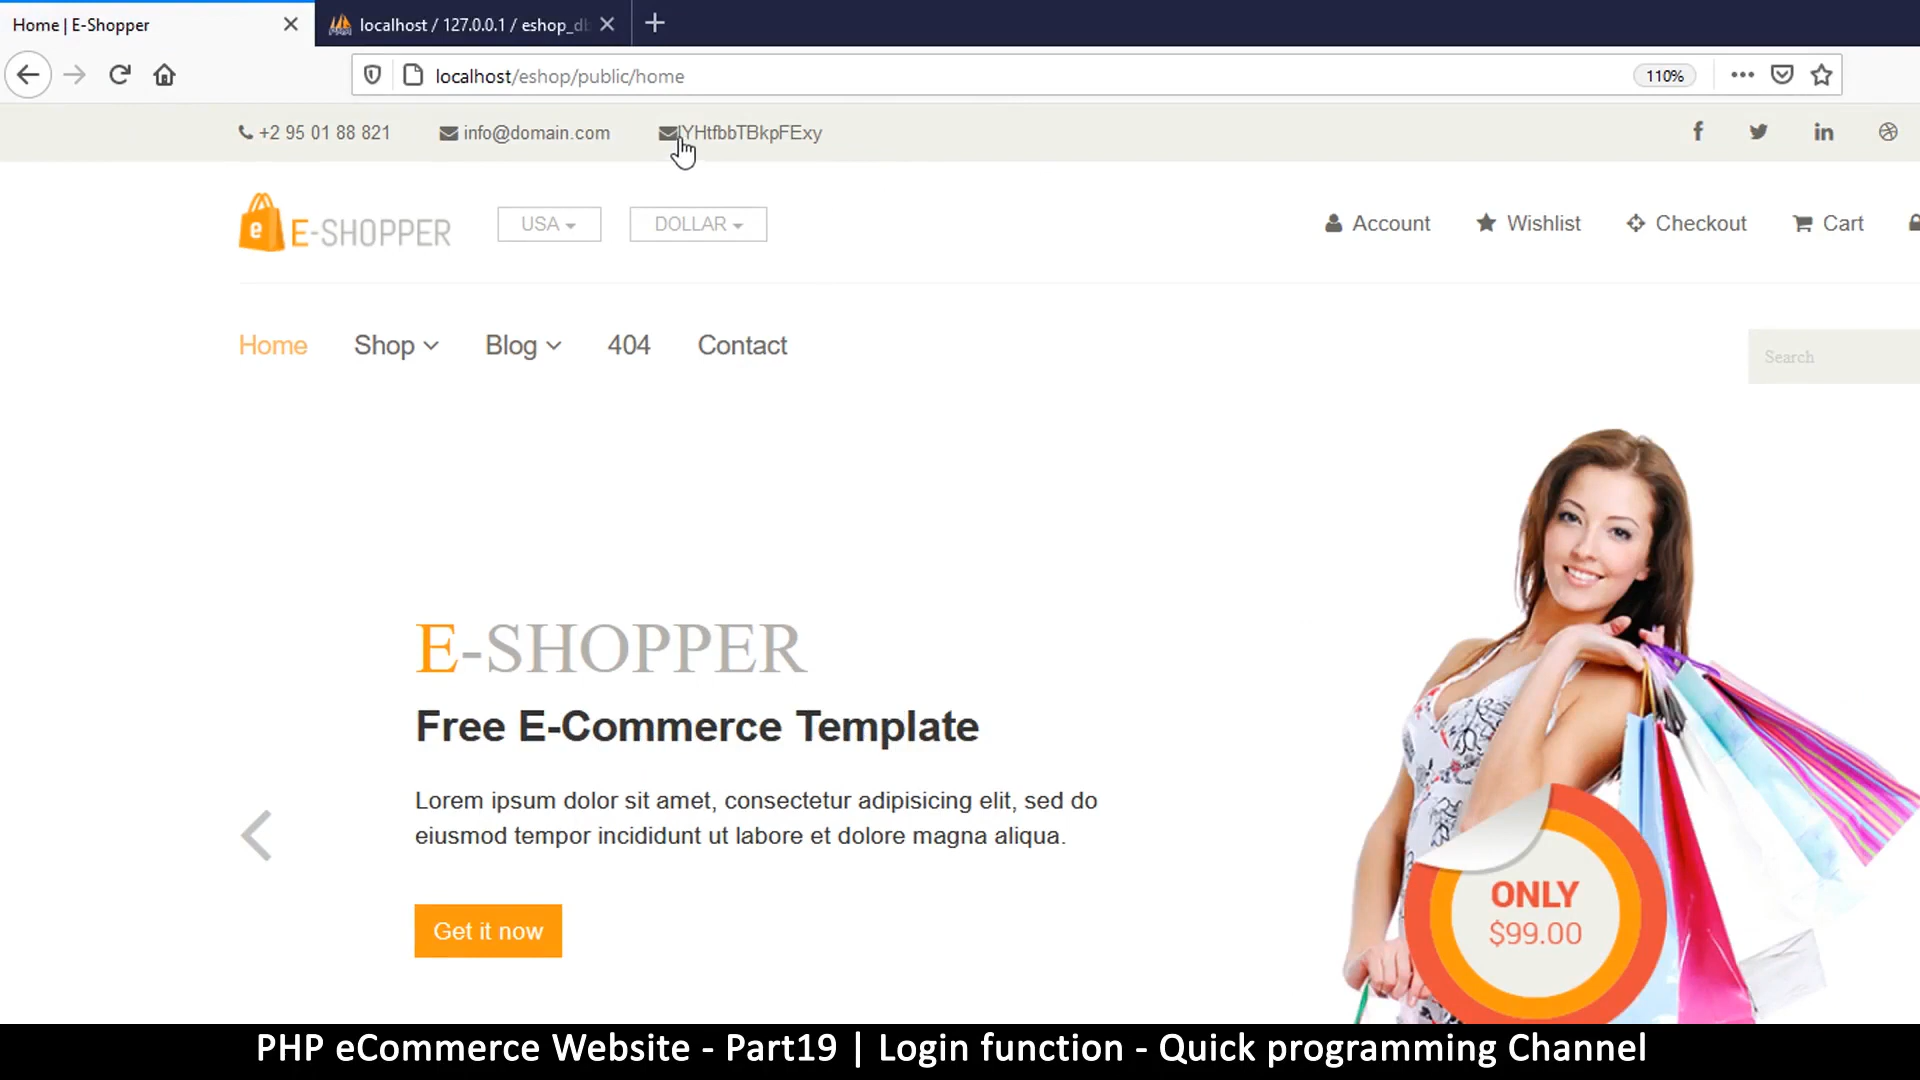 Home | E-Shopper
localhost / 127.0.0.1 / eshop_db
localhost/eshop/public/home
110%
+2 95 01 88 821
info@domain.com
YHtfbbTBkpFExy
E-SHOPPER
USA
DOLLAR
Account
Wishlist
Checkout
Cart
Home
Shop
Blog
404
Contact
Search
E-SHOPPER
Free E-Commerce Template
Lorem ipsum dolor sit amet, consectetur adipisicing elit, sed do
eiusmod tempor incididunt ut labore et dolore magna aliqua.
Get it now
ONLY
$99.00
PHP eCommerce Website - Part19 | Login function - Quick programming Channel